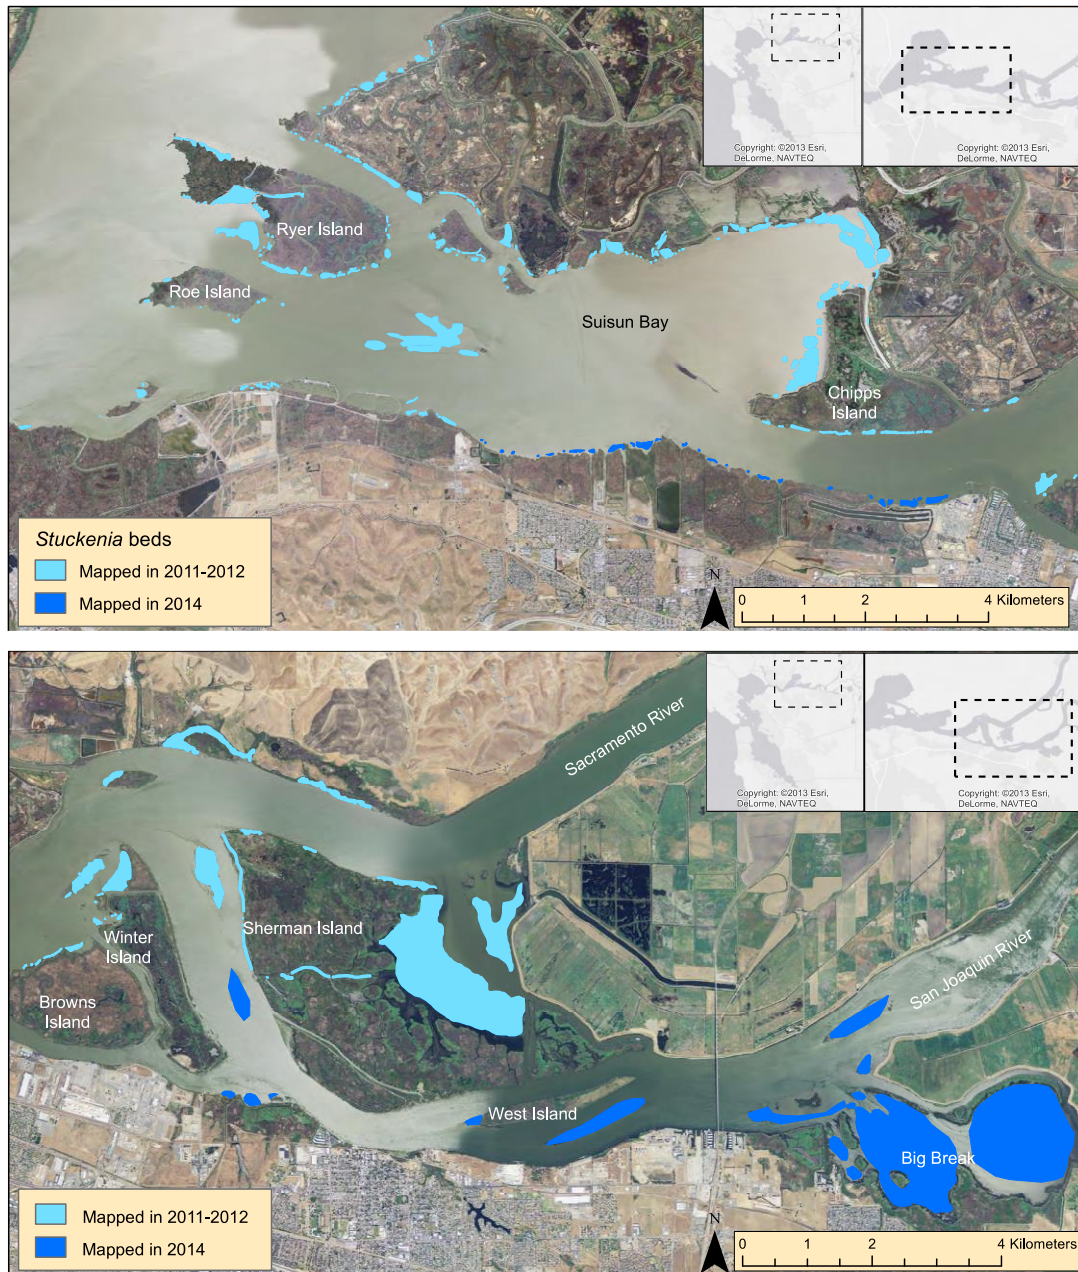 Copyright: ©2013 Esri,
DeLorme, NAVTEQ
Copyright: ©2013 Esri,
DeLorme, NAVTEQ
Ryer Island
Roe Island
Suisun Bay
Chipps
Island
Stuckenia beds
Mapped in 2011-2012
Mapped in 2014
N
0 1 2 4 Kilometers
Copyright: ©2013 Esri,
DeLorme, NAVTEQ
Copyright: ©2013 Esri,
DeLorme, NAVTEQ
Sacramento River
Sherman Island
Winter
Island
Browns
Island
San Joaquin River
West Island
Big Break
Mapped in 2011-2012
Mapped in 2014
N
0 1 2 4 Kilometers